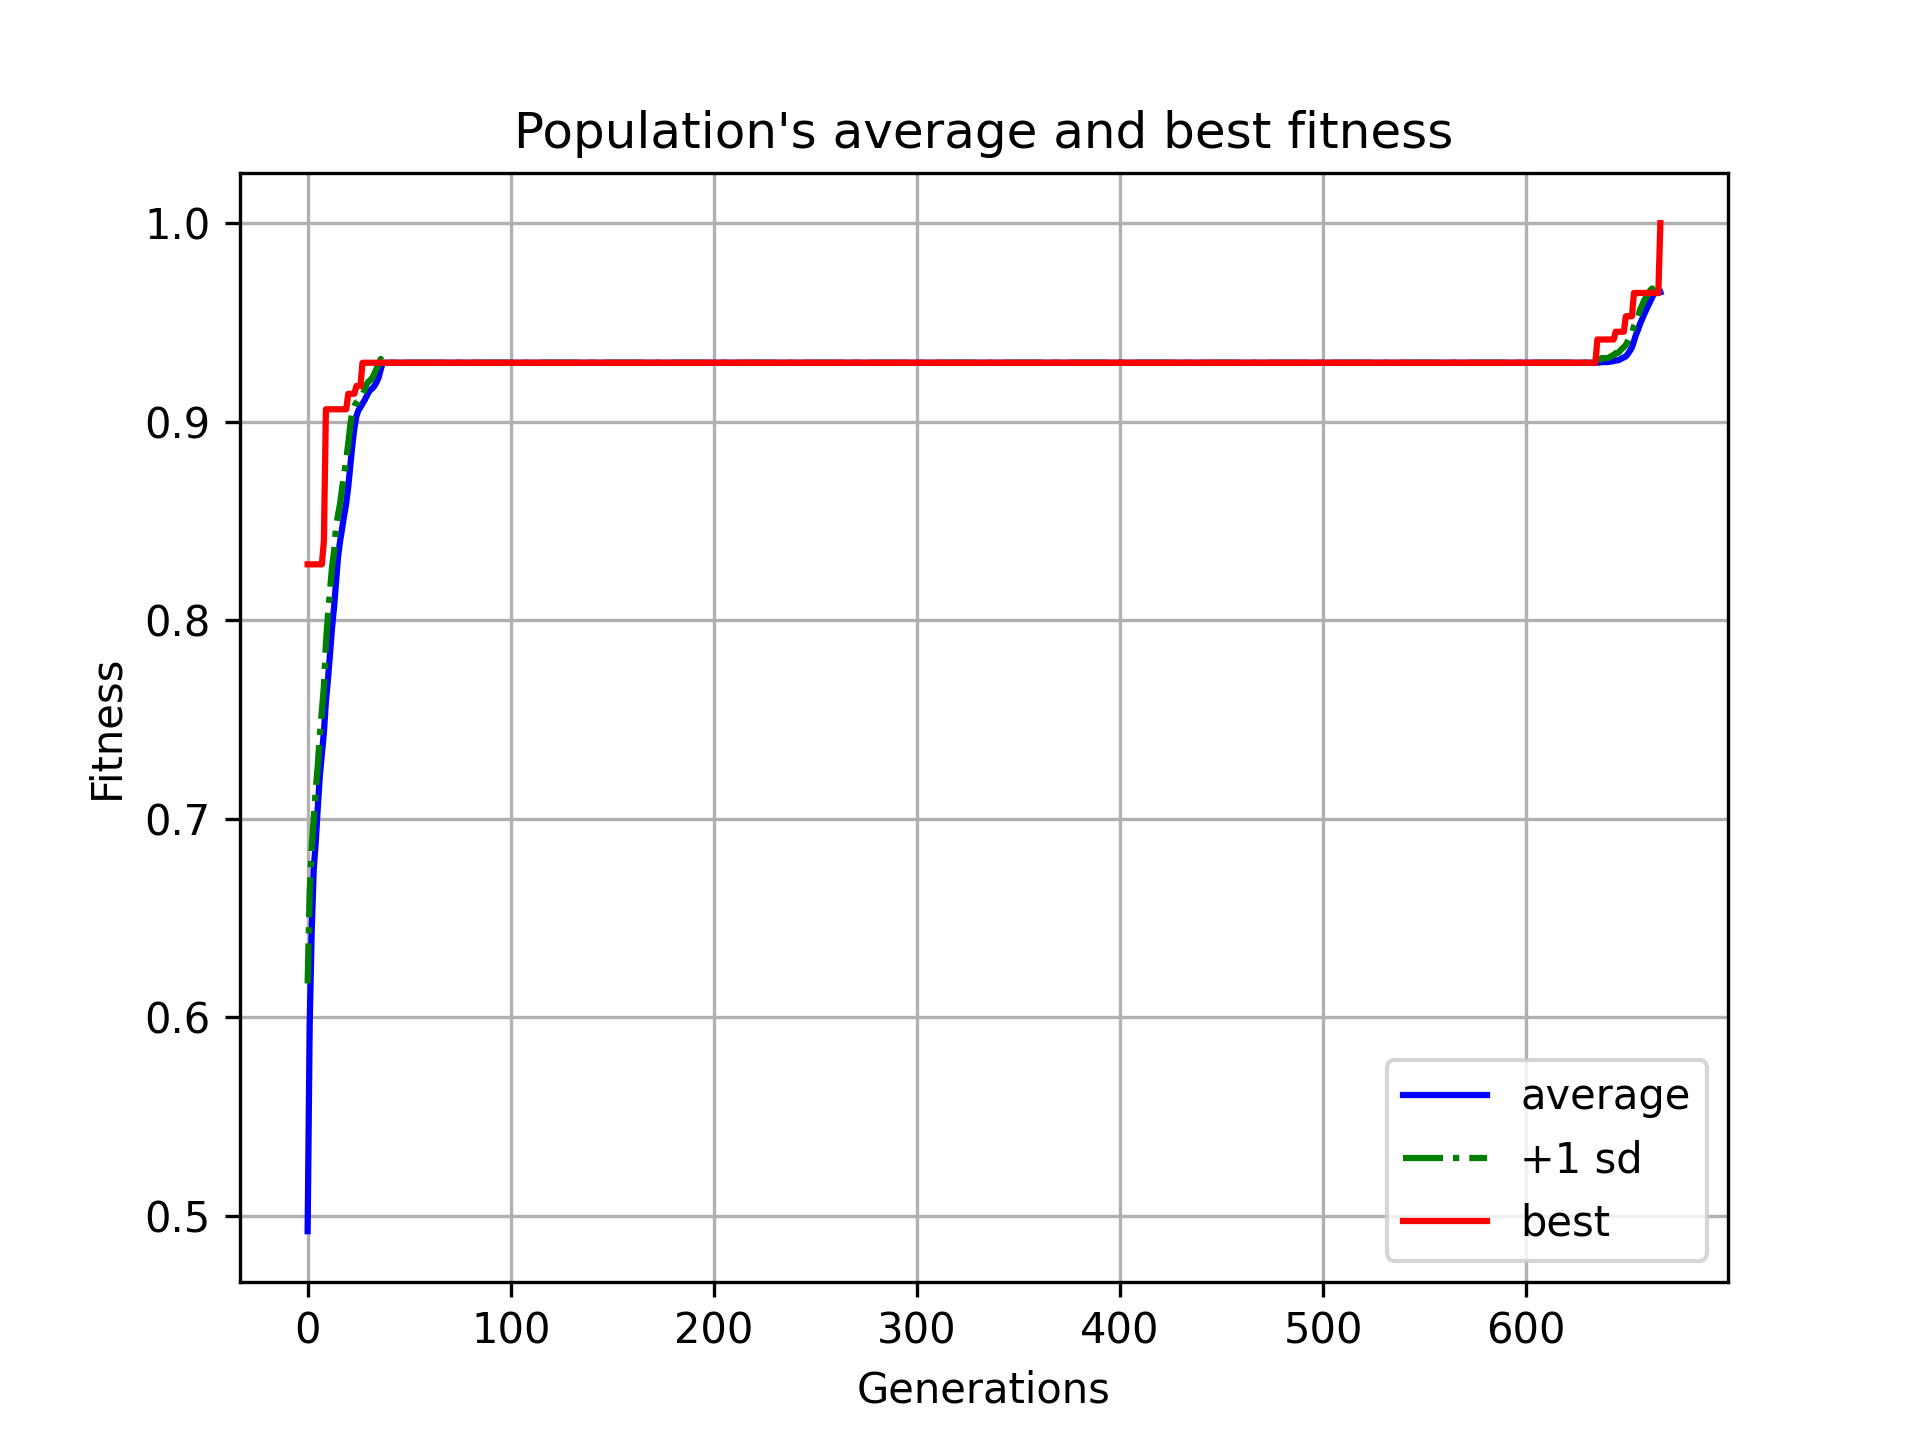 Population's average and best fitness
1.0
0.9
0.8
0.7
0.6
0.5
Fitness
average
+1 sd
best
0 100 200 300 400 500 600
Generations